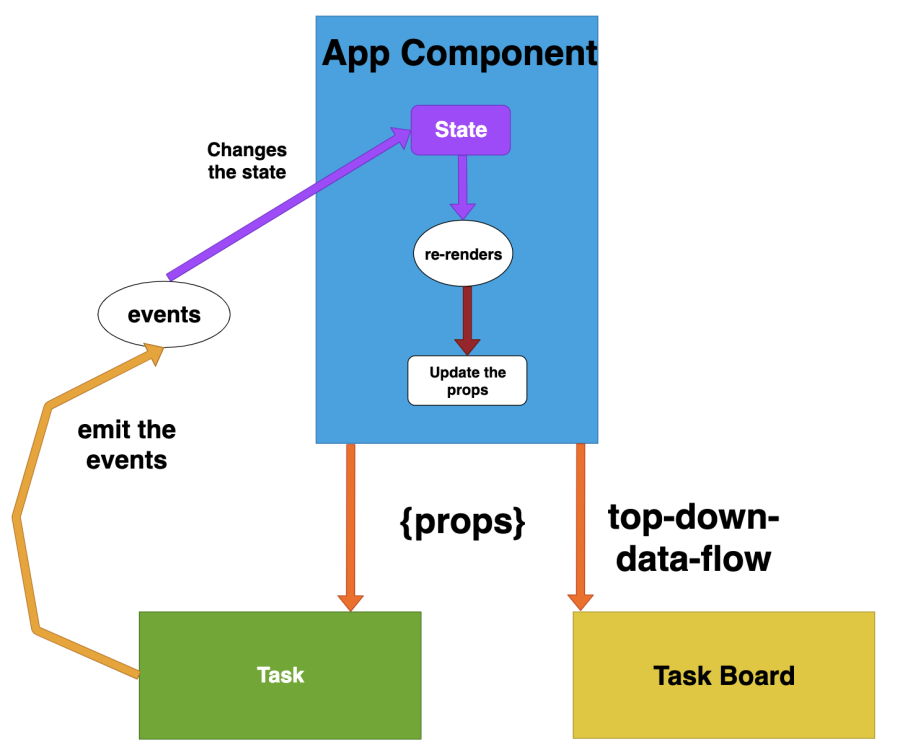 App Component
State
Changes
the state
re-renders
events
Update the
props
emit the
events
{props}
top-down-
data-flow
Task
Task Board